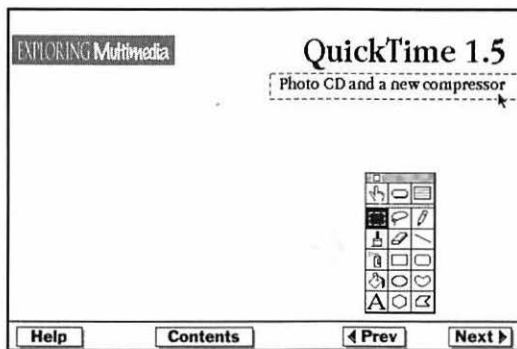 EXPLORING Multimedia
QuickTime 1.5
Photo CD and a new compressor
A
Help
Contents
Prev
Next